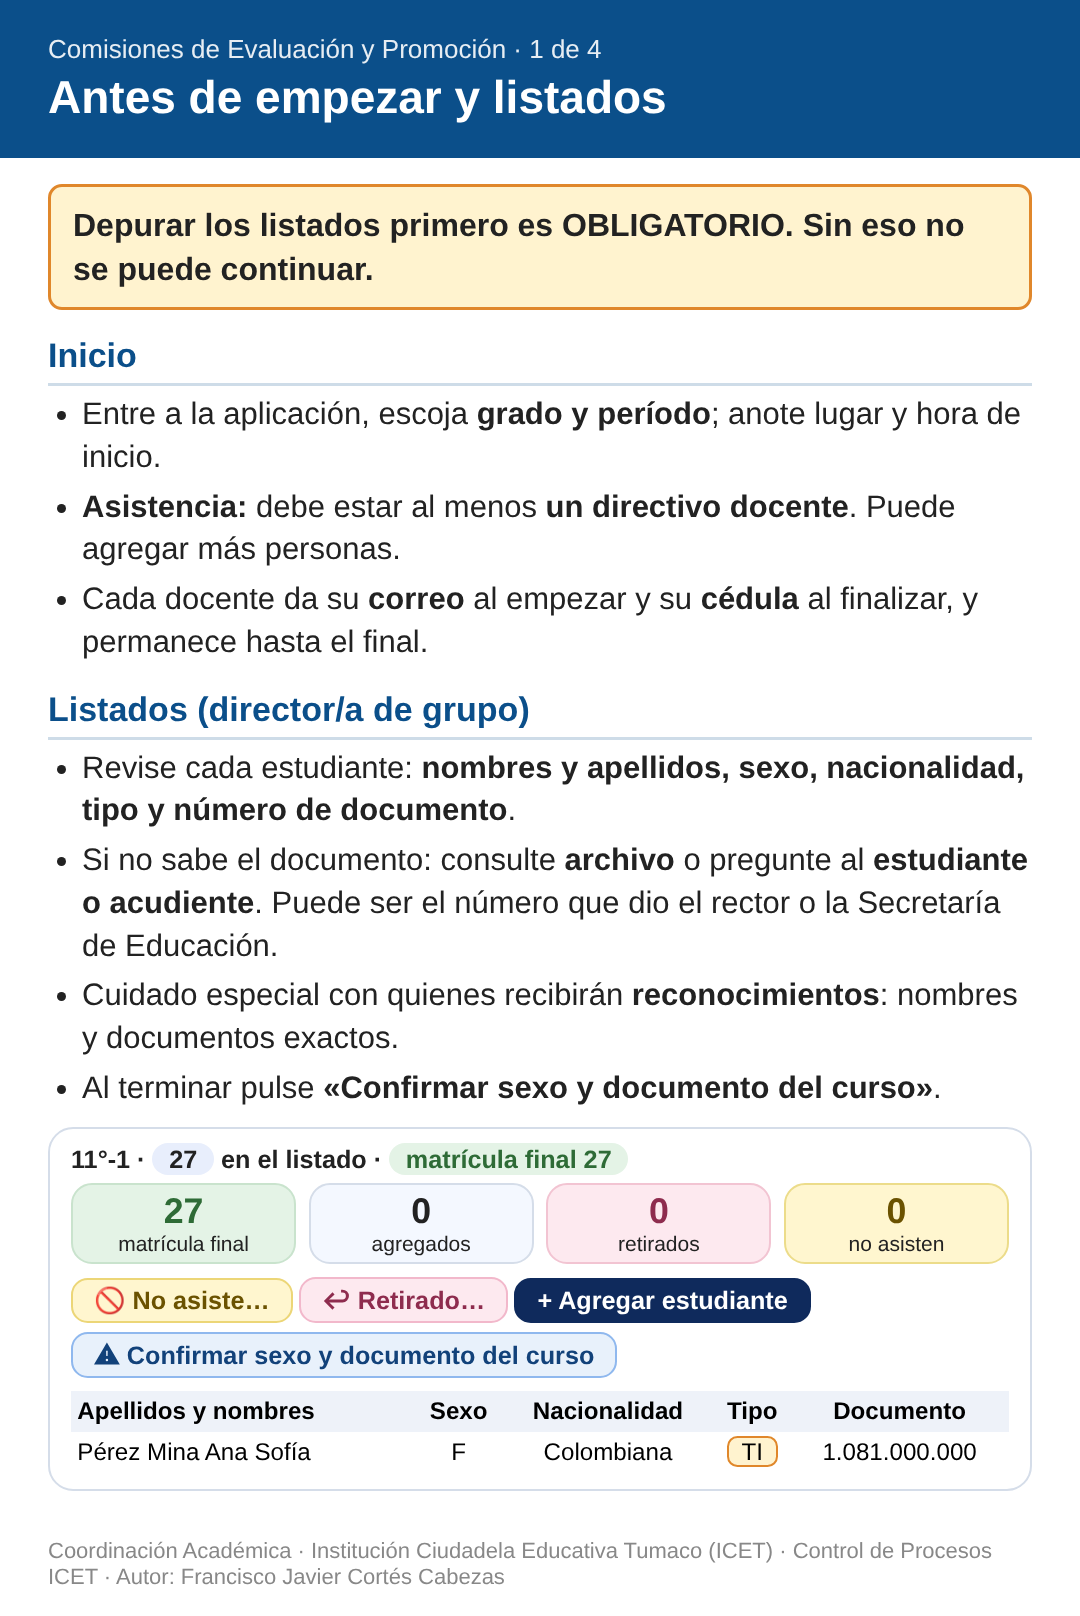 Comisiones de Evaluación y Promoción · 1 de 4
Antes de empezar y listados
Depurar los listados primero es OBLIGATORIO. Sin eso no
se puede continuar.
Inicio
• Entre a la aplicación, escoja grado y período; anote lugar y hora de
inicio.
• Asistencia: debe estar al menos un directivo docente. Puede
agregar más personas.
• Cada docente da su correo al empezar y su cédula al finalizar, y
permanece hasta el final.
Listados (director/a de grupo)
• Revise cada estudiante: nombres y apellidos, sexo, nacionalidad,
tipo y número de documento.
• Si no sabe el documento: consulte archivo o pregunte al estudiante
o acudiente. Puede ser el número que dio el rector o la Secretaría
de Educación.
• Cuidado especial con quienes recibirán reconocimientos: nombres
y documentos exactos.
• Al terminar pulse «Confirmar sexo y documento del curso».
11°-1 · 27 en el listado · matrícula final 27
27 0 0 0
matrícula final agregados retirados no asisten
🚫 No asiste… ↩ Retirado… + Agregar estudiante
⚠ Confirmar sexo y documento del curso
Apellidos y nombres Sexo Nacionalidad Tipo Documento
Pérez Mina Ana Sofía F Colombiana TI 1.081.000.000
Coordinación Académica · Institución Ciudadela Educativa Tumaco (ICET) · Control de Procesos
ICET · Autor: Francisco Javier Cortés Cabezas